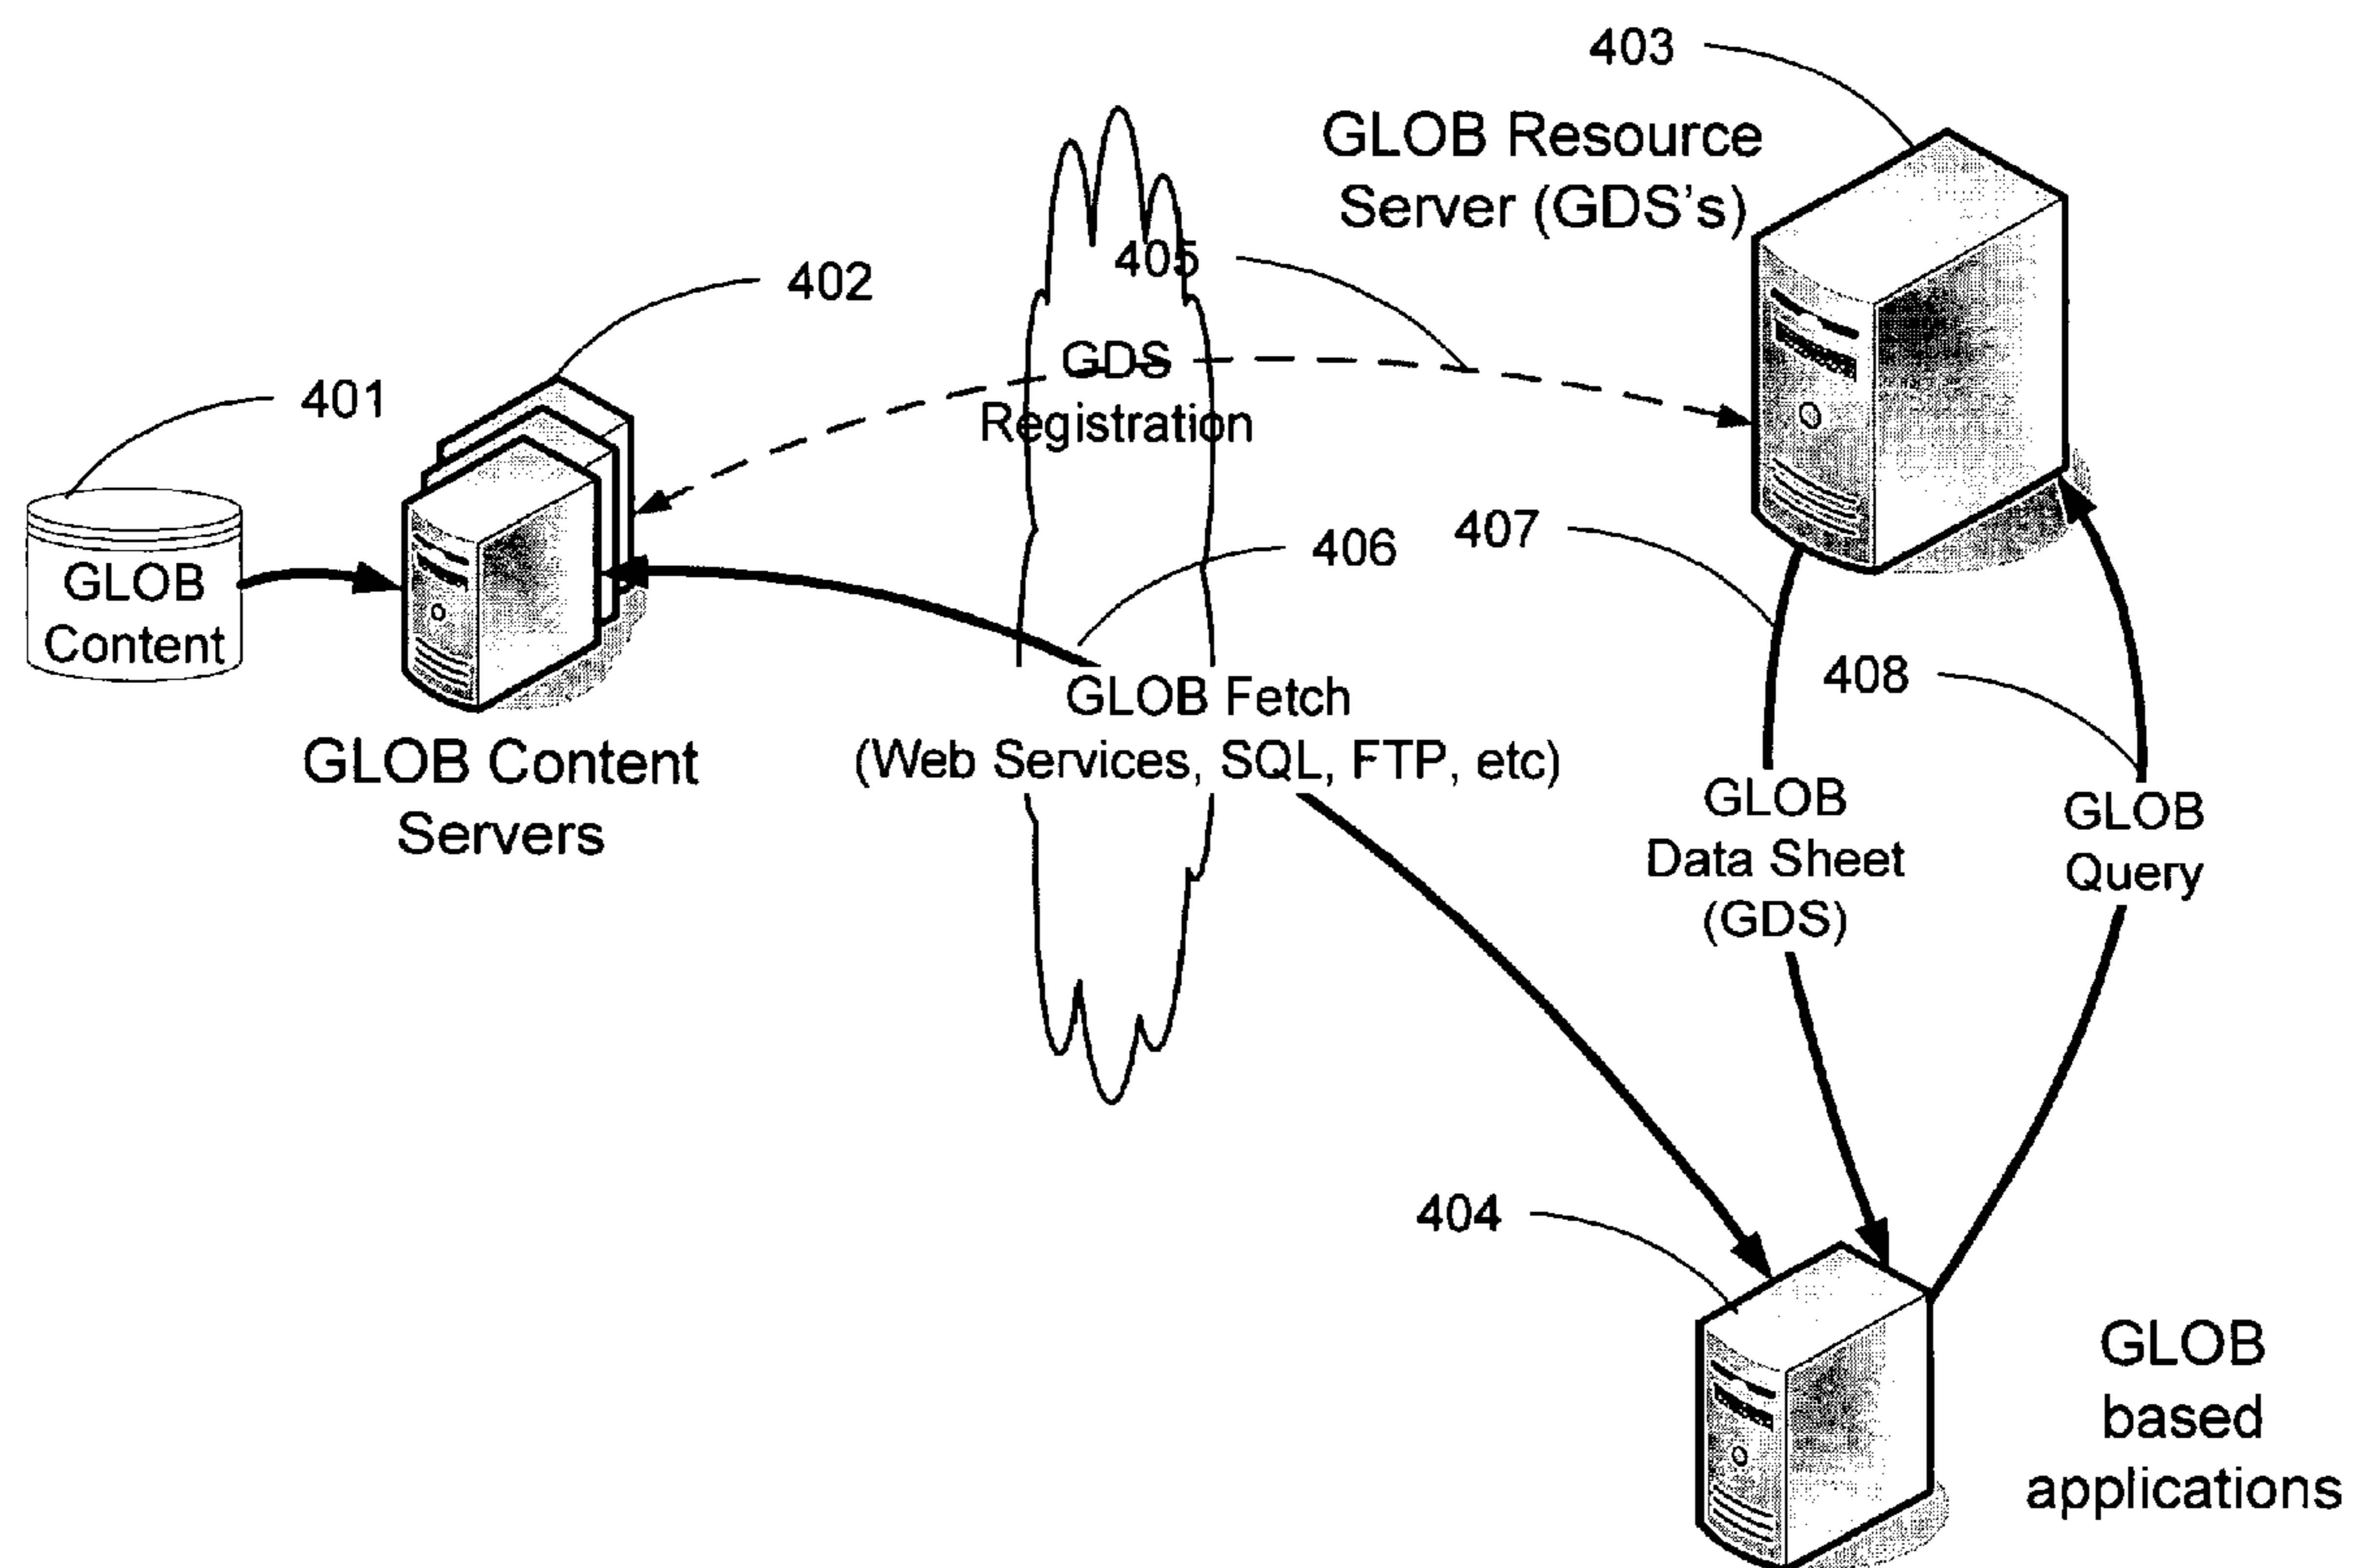 403
GLOB Resource
Server (GDS's)
405
402
GDS
Registration
401
406
407
GLOB
Content
408
GLOB Fetch
(Web Services, SQL, FTP, etc)
GLOB Content
Servers
GLOB
Data Sheet
(GDS)
GLOB
Query
404
GLOB
based
applications